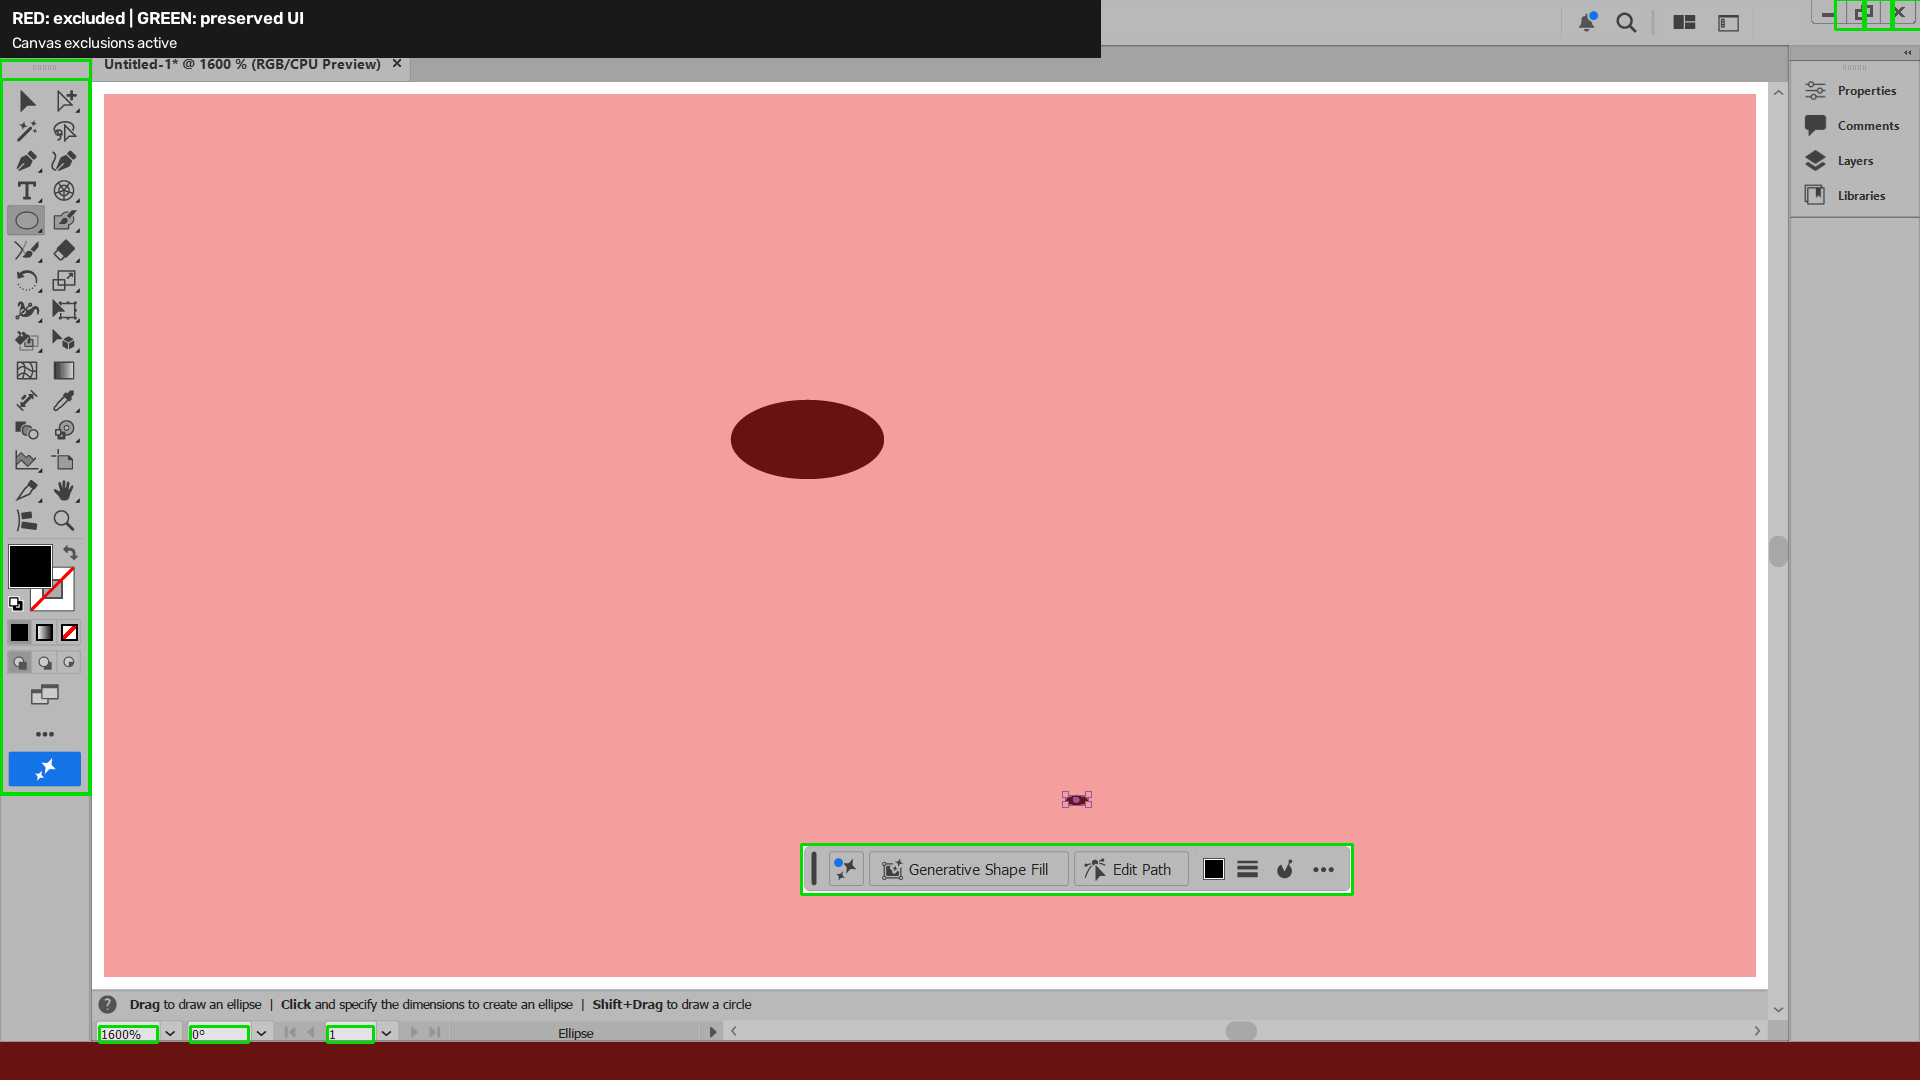 RED: excluded | GREEN: preserved UI
Canvas exclusions active
Untitled-1* @ 1600 % (RGB/CPU Preview)
Properties
Comments
Layers
Libraries
Generative Shape Fill
Edit Path
Drag to draw an ellipse | Click and specify the dimensions to create an ellipse | Shift+Drag to draw a circle
1600%
0°
1
Ellipse